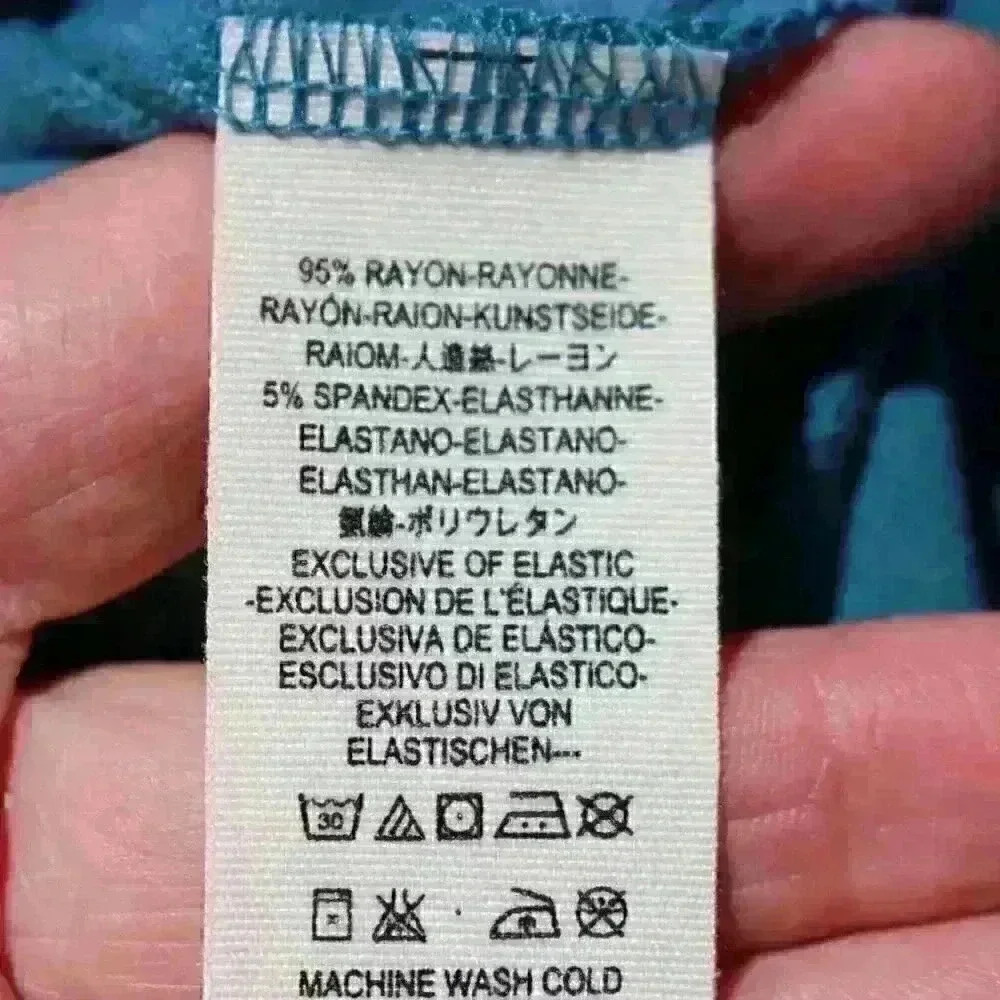 95% RAYON-RAYONNE-
RAYÓN-RAION-KUNSTSEIDE-
RAIOM-人造絲-レーヨン
5% SPANDEX-ELASTHANNE-
ELASTANO-ELASTANO-
ELASTHAN-ELASTANO-
ポリウレタン
EXCLUSIVE OF ELASTIC
-EXCLUSION DE L'ÉLASTIQUE-
EXCLUSIVA DE ELÁSTICO-
ESCLUSIVO DI ELASTICO-
EXKLUSIV VON
ELASTISCHEN---
30
MACHINE WASH COLD